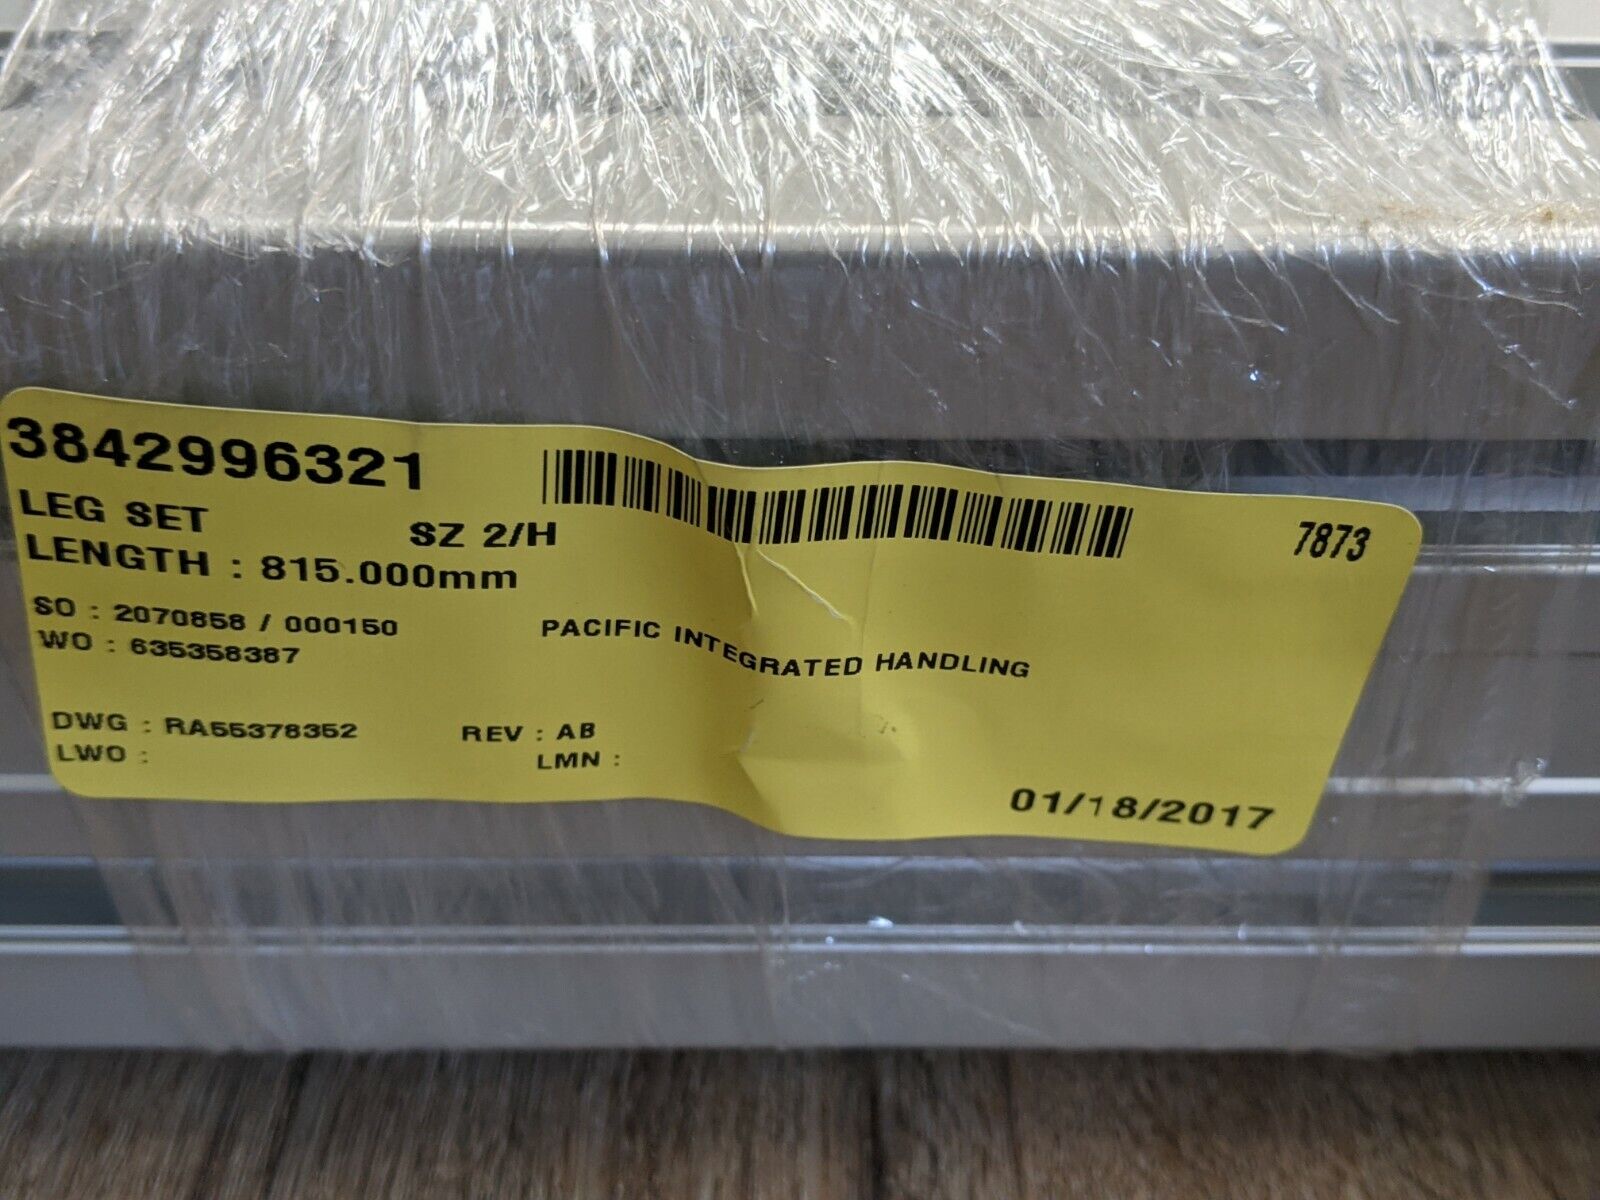 3842996321
LEG SET SZ 2/H
7873
LENGTH : 815.000mm
SO : 2070858 / 000150
PACIFIC INTEGRATED HANDLING
WO : 635358387
DWG : RA55378352 REV : AB
LWO : LMN :
01/18/2017